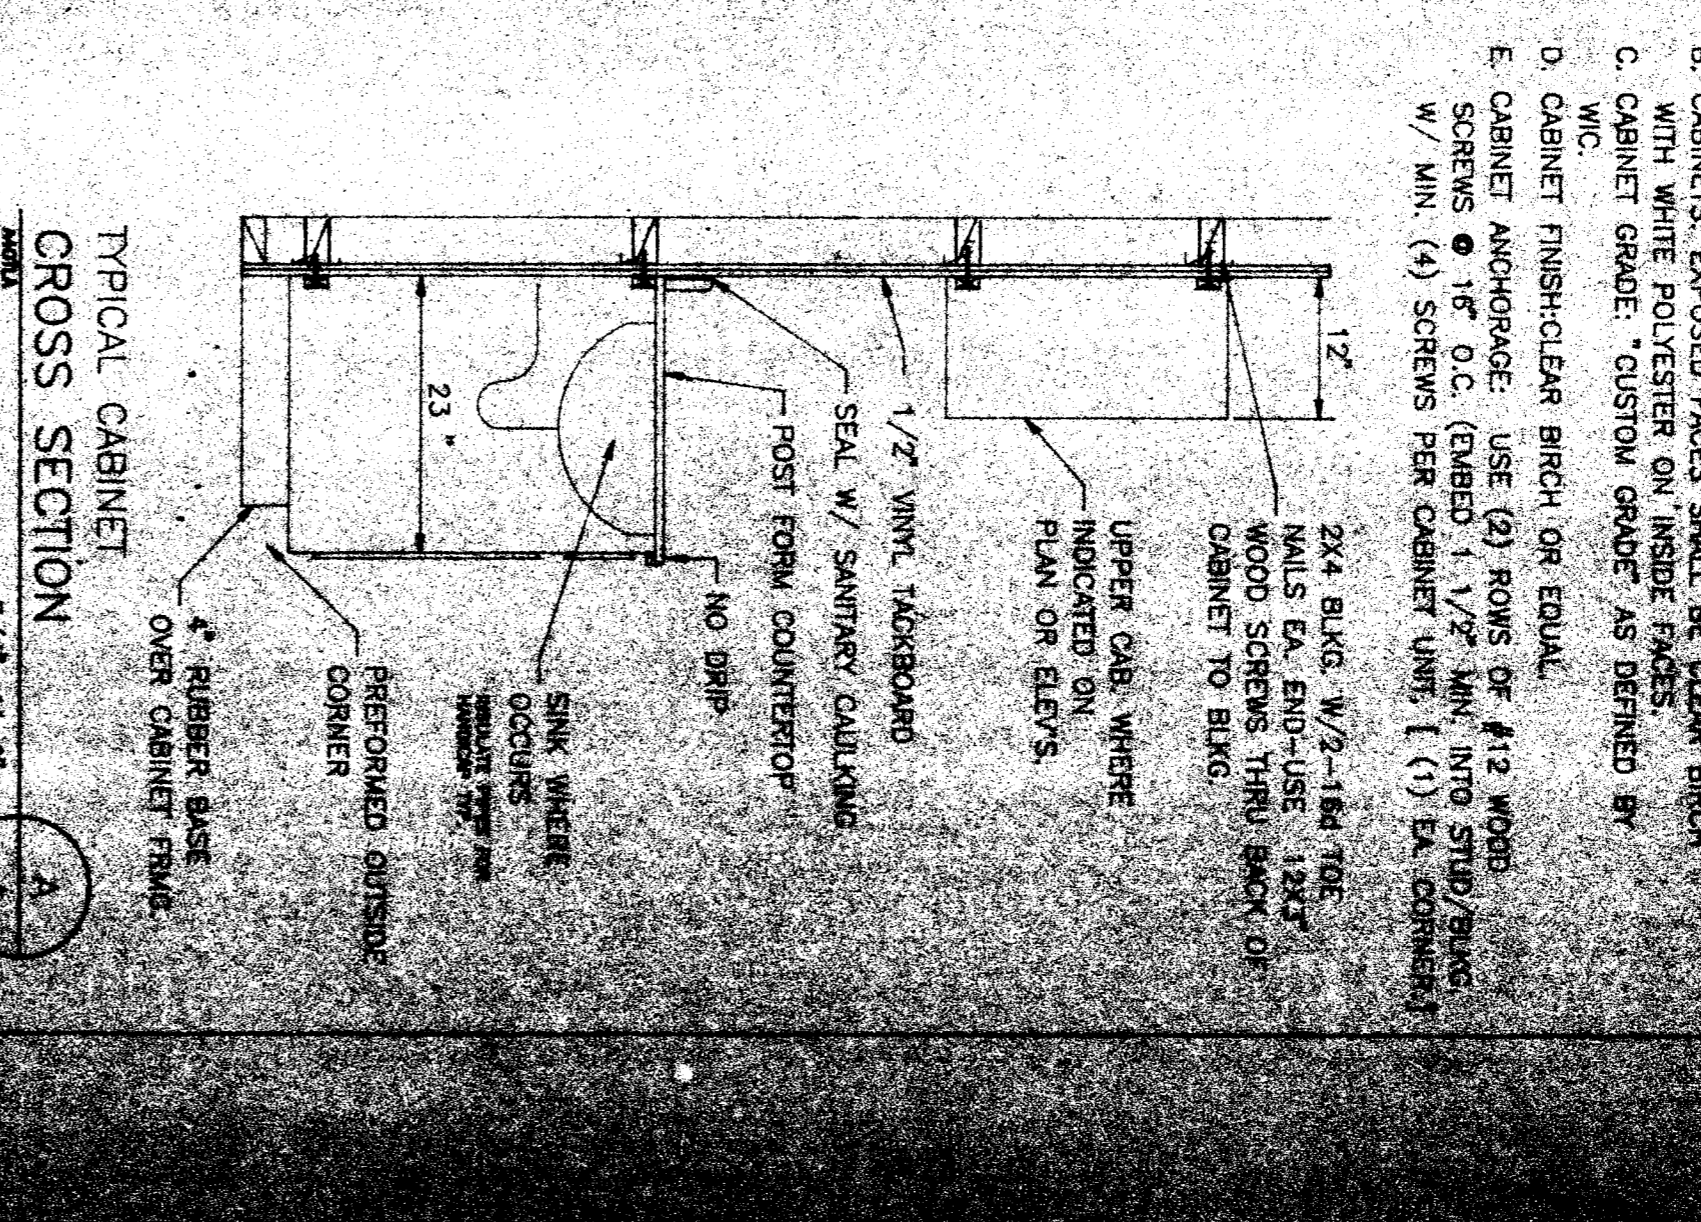 WITH WHITE POLYESTER ON INSIDE FACES.
C. CABINET GRADE: "CUSTOM GRADE" AS DEFINED BY
WIC.
D. CABINET FINISH:CLEAR BIRCH OR EQUAL.
E. CABINET ANCHORAGE: USE (2) ROWS OF #12 WOOD
SCREWS @ 16" O.C. (EMBED 1 1/2" MIN. INTO STUD/BLKG
W/ MIN. (4) SCREWS PER CABINET UNIT, [ (1) EA. CORNER.]
12"
2X4 BLKG. W/2-16d TOE
NAILS EA. END-USE 12X3"
WOOD SCREWS THRU BACK OF
CABINET TO BLKG
UPPER CAB. WHERE
INDICATED ON
PLAN OR ELEV'S.
1/2" VINYL TACKBOARD
SEAL W/ SANITARY CAULKING
POST FORM COUNTERTOP
NO DRIP
SINK WHERE
OCCURS
23 "
PREFORMED OUTSIDE
CORNER
4" RUBBER BASE
OVER CABINET FRMG.
TYPICAL CABINET
CROSS SECTION
A